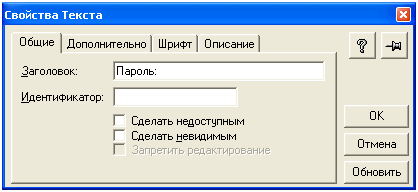 Свойства Текста
Общие Дополнительно Шрифт Описание
Заголовок: Пароль:
Идентификатор:
Сделать недоступным
Сделать невидимым
Запретить редактирование
OK
Отмена
Обновить